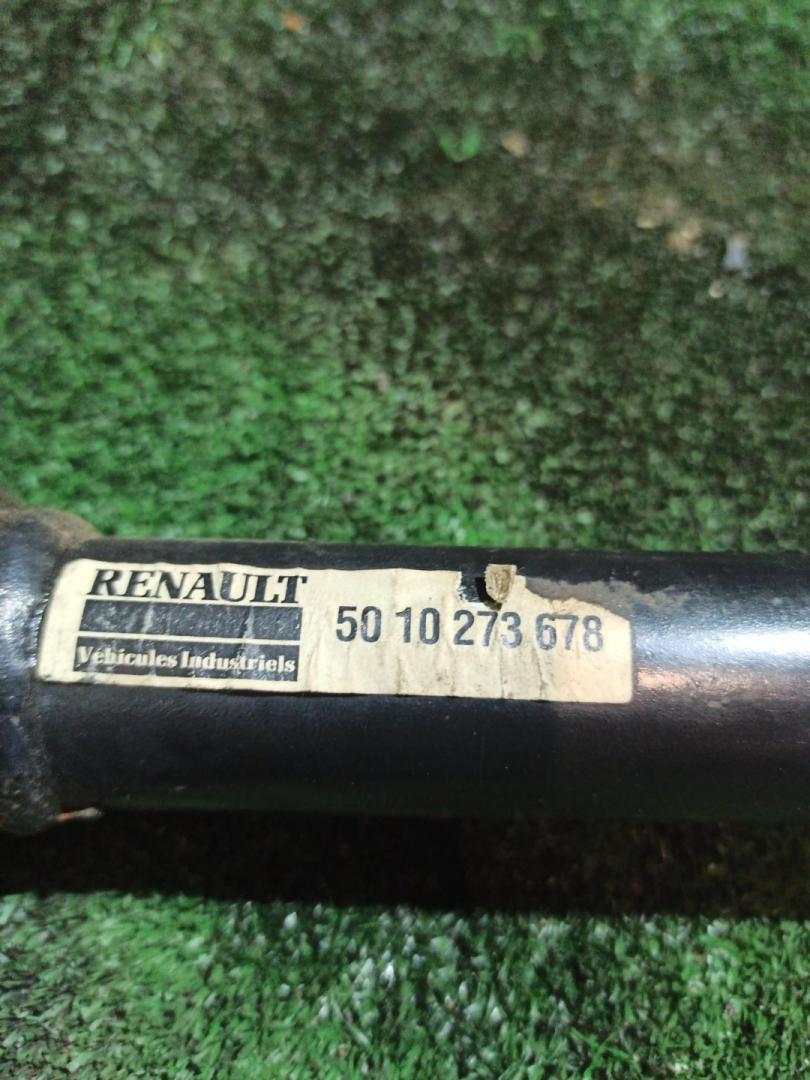 RENAULT
Véhicules Industriels
50 10 273 678